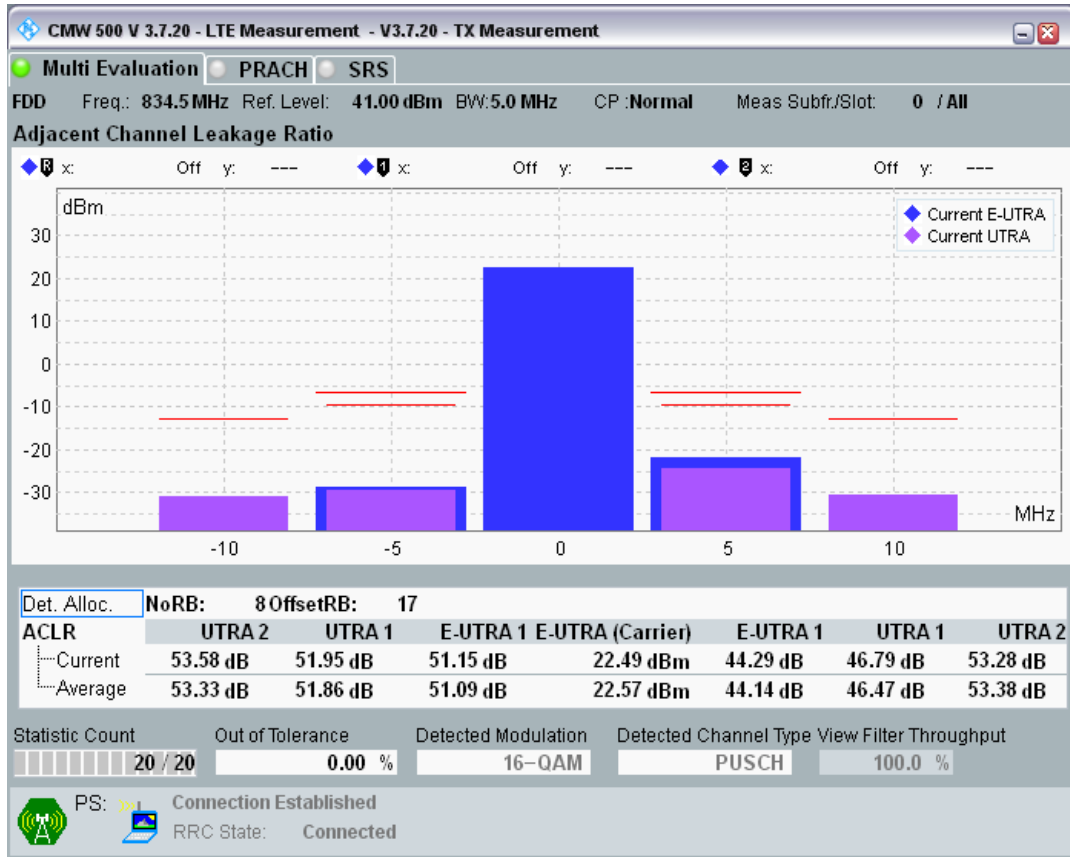 CMW 500 V 3.7.20 - LTE Measurement - V3.7.20 - TX Measurement
Multi Evaluation PRACH SRS
FDD Freq.: 834.5 MHz Ref. Level: 41.00 dBm BW:5.0 MHz CP :Normal Meas Subfr./Slot: 0 / All
Adjacent Channel Leakage Ratio
R x: Off y: --- 1 x: Off y: --- 2 x: Off y: ---
dBm
Current E-UTRA
Current UTRA
30
20
10
0
-10
-20
-30
MHz
-10 -5 0 5 10
Det. Alloc. NoRB: 8 OffsetRB: 17
ACLR UTRA 2 UTRA 1 E-UTRA 1 E-UTRA (Carrier) E-UTRA 1 UTRA 1 UTRA 2
Current 53.58 dB 51.95 dB 51.15 dB 22.49 dBm 44.29 dB 46.79 dB 53.28 dB
Average 53.33 dB 51.86 dB 51.09 dB 22.57 dBm 44.14 dB 46.47 dB 53.38 dB
Statistic Count Out of Tolerance Detected Modulation Detected Channel Type View Filter Throughput
20 / 20 0.00 % 16-QAM PUSCH 100.0 %
PS: Connection Established
RRC State: Connected